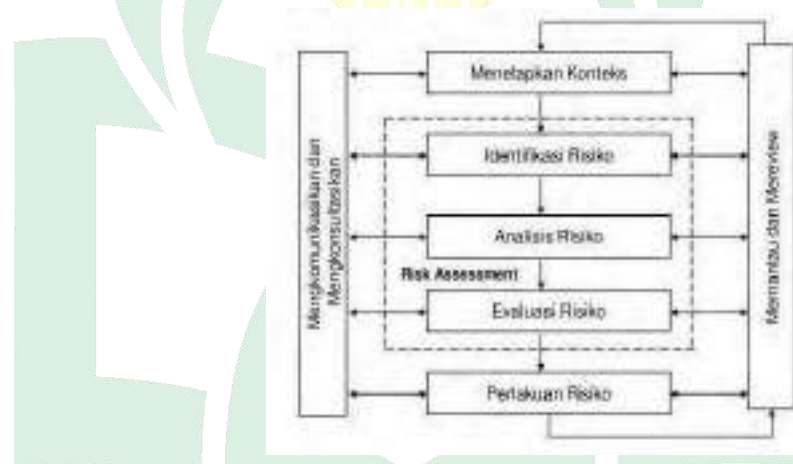 Menetapkan Konteks
Identifikasi Risiko
Analisis Risiko
Risk Assessment
Evaluasi Risiko
Perlakuan Risiko
Mengkomunikasikan dan
Mengkonsultasikan
Memantau dan Mereview